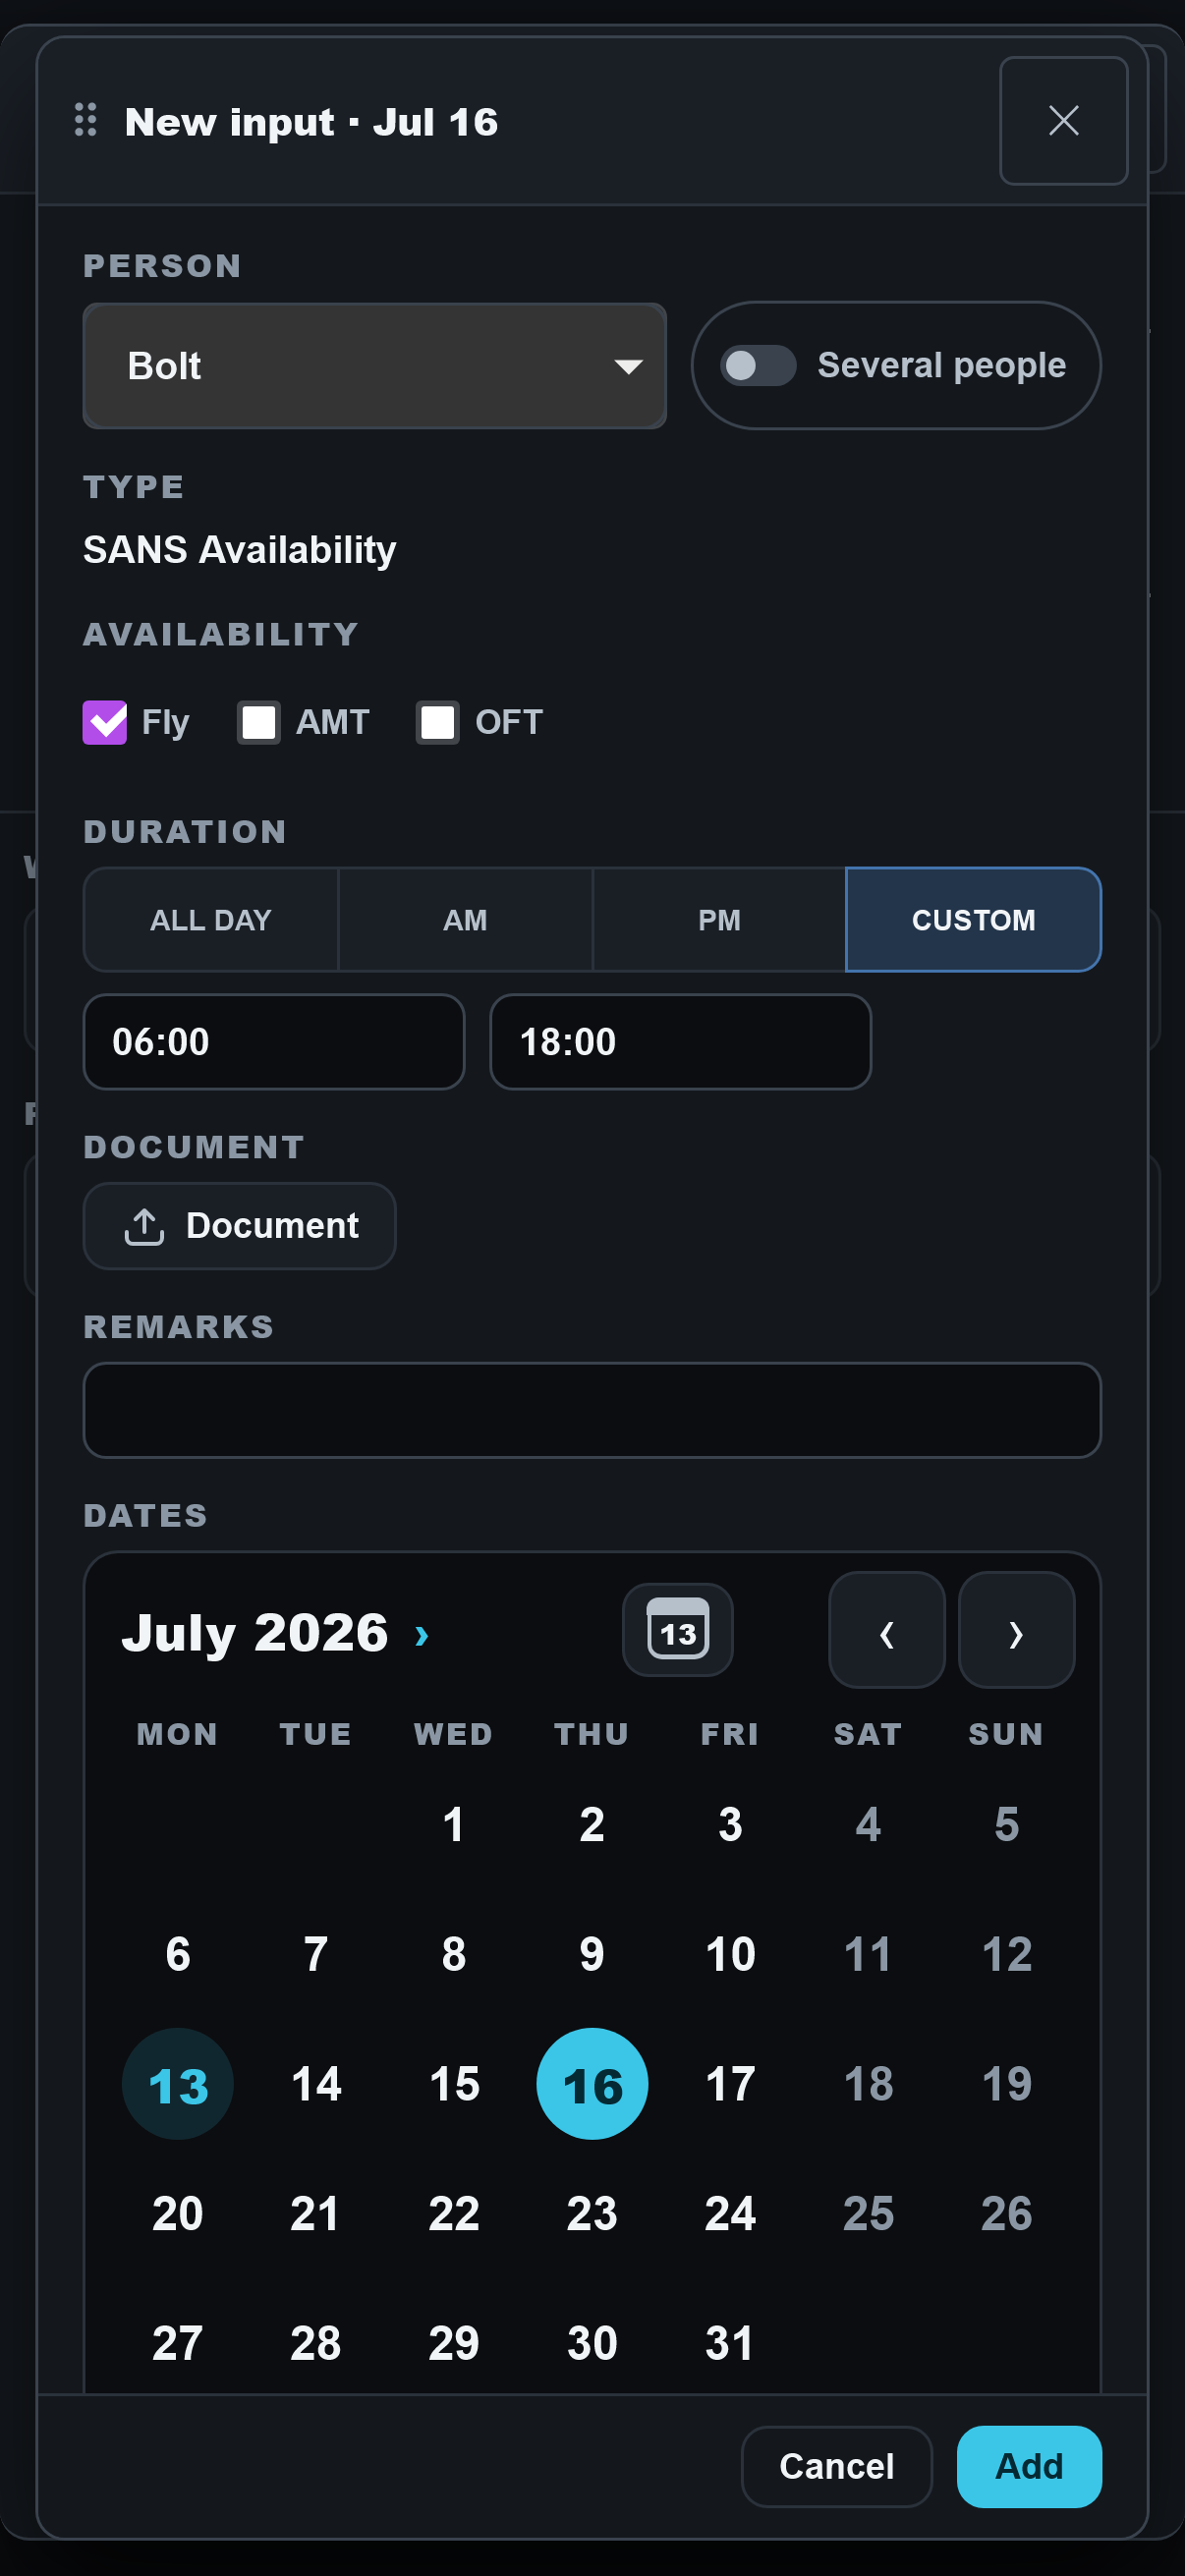 New input · Jul 16
PERSON
Bolt
Several people
TYPE
SANS Availability
AVAILABILITY
Fly AMT OFT
DURATION
ALL DAY AM PM CUSTOM
06:00 18:00
DOCUMENT
Document
REMARKS
DATES
July 2026 › 13 ‹ ›
MON TUE WED THU FRI SAT SUN
1 2 3 4 5
6 7 8 9 10 11 12
13 14 15 16 17 18 19
20 21 22 23 24 25 26
27 28 29 30 31
Cancel Add